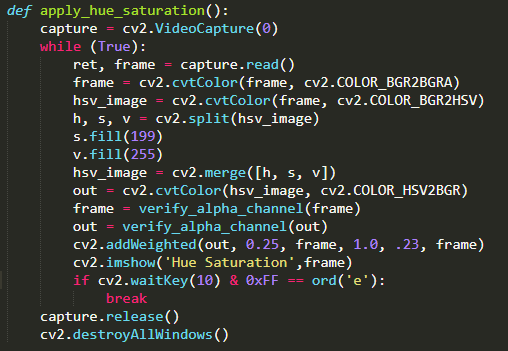 def apply_hue_saturation():
    capture = cv2.VideoCapture(0)
    while (True):
        ret, frame = capture.read()
        frame = cv2.cvtColor(frame, cv2.COLOR_BGR2BGRA)
        hsv_image = cv2.cvtColor(frame, cv2.COLOR_BGR2HSV)
        h, s, v = cv2.split(hsv_image)
        s.fill(199)
        v.fill(255)
        hsv_image = cv2.merge([h, s, v])
        out = cv2.cvtColor(hsv_image, cv2.COLOR_HSV2BGR)
        frame = verify_alpha_channel(frame)
        out = verify_alpha_channel(out)
        cv2.addWeighted(out, 0.25, frame, 1.0, .23, frame)
        cv2.imshow('Hue Saturation',frame)
        if cv2.waitKey(10) & 0xFF == ord('e'):
            break
    capture.release()
    cv2.destroyAllWindows()